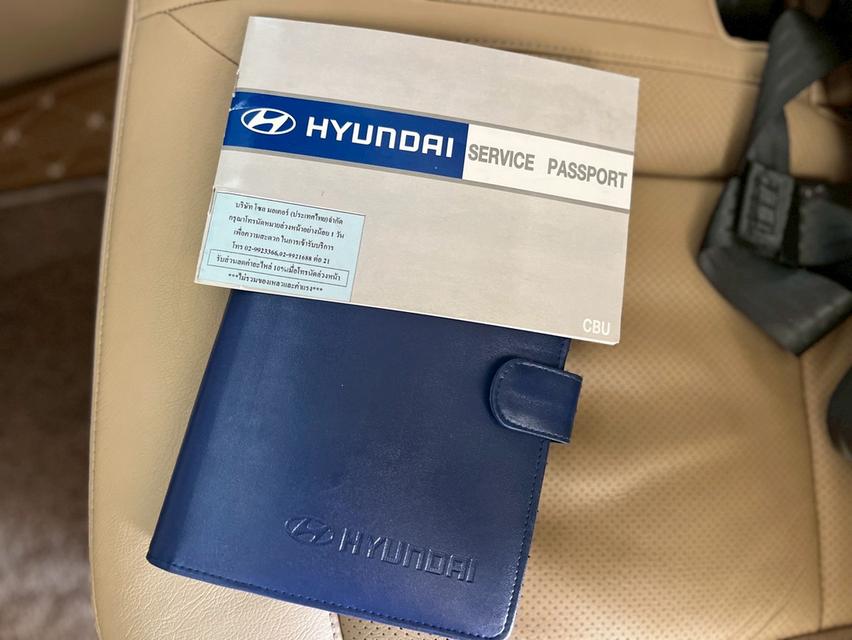 HYUNDAI SERVICE PASSPORT
บริษัท โซล มอเตอร์ (ประเทศไทย)จำกัด
กรุณาโทรนัดหมายล่วงหน้าอย่างน้อย 1 วัน
เพื่อความสะดวก ในการเข้ารับบริการ
โทร 02-9923366,02-9921688 ต่อ 21
รับส่วนลดค่าอะไหล่ 10%เมื่อโทรนัดล่วงหน้า
***ไม่รวมของเหลวและค่าแรง***
CBU
HYUNDAI